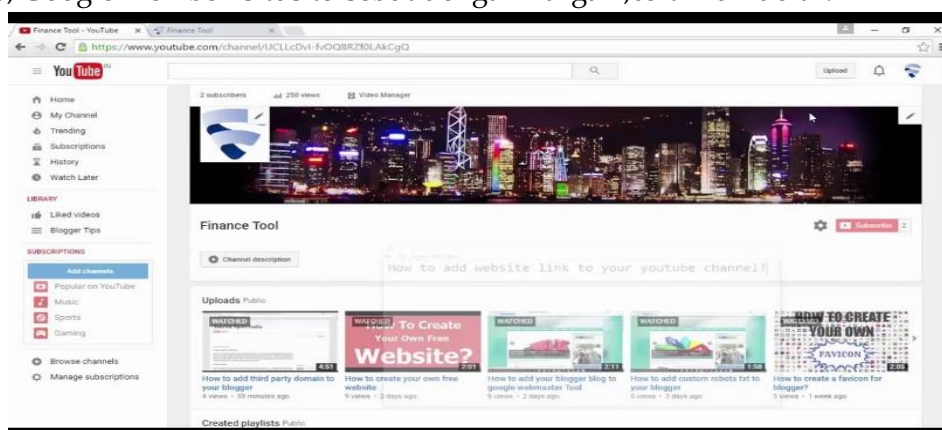 Finance Tool - YouTube
Finance Tool
https://www.youtube.com/channel/UCLLcDvI-fvOQ8RZf0LAkCgQ
YouTube IN
Upload
Home
My Channel
Trending
Subscriptions
History
Watch Later
LIBRARY
Liked videos
Blogger Tips
SUBSCRIPTIONS
Add channels
Popular on YouTube
Music
Sports
Gaming
Browse channels
Manage subscriptions
2 subscribers
250 views
Video Manager
Finance Tool
Subscribe 2
Channel description
How to add website link to your youtube channel?
Uploads Public
WATCHED
4:51
How to add third party domain to your blogger
4 views • 59 minutes ago
WATCHED
How To Create
Your Own Free
Website?
2:01
How to create your own free website
9 views • 2 days ago
WATCHED
2:11
How to add your blogger blog to google webmaster Tool
9 views • 2 days ago
WATCHED
1:58
How to add custom robots txt to your blogger
6 views • 3 days ago
HOW TO CREATE
YOUR OWN
FAVICON
2:05
How to create a favicon for blogger?
views • 1 week ago
Created playlists Public